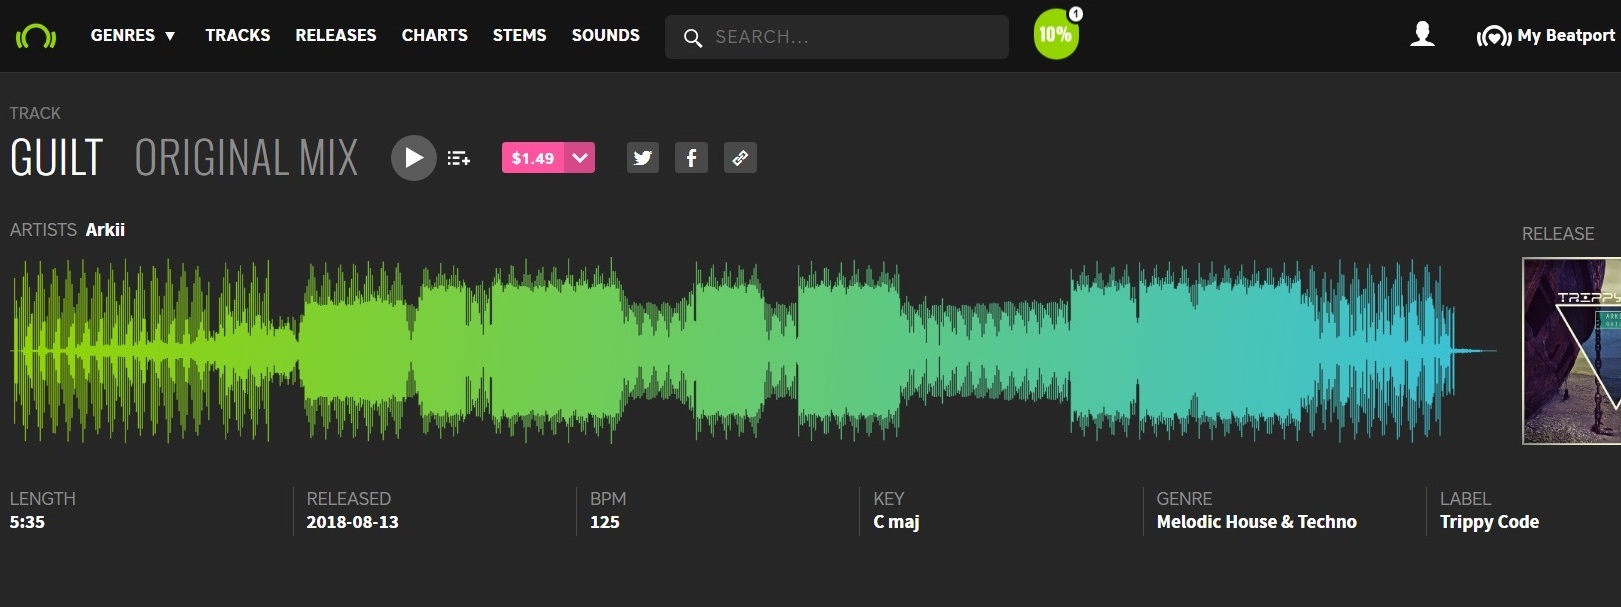 GENRES ▼ TRACKS RELEASES CHARTS STEMS SOUNDS SEARCH... 10% 1 My Beatport
TRACK
GUILT ORIGINAL MIX $1.49
ARTISTS Arkii
RELEASE
TRIPPY
LENGTH RELEASED BPM KEY GENRE LABEL
5:35 2018-08-13 125 C maj Melodic House & Techno Trippy Code